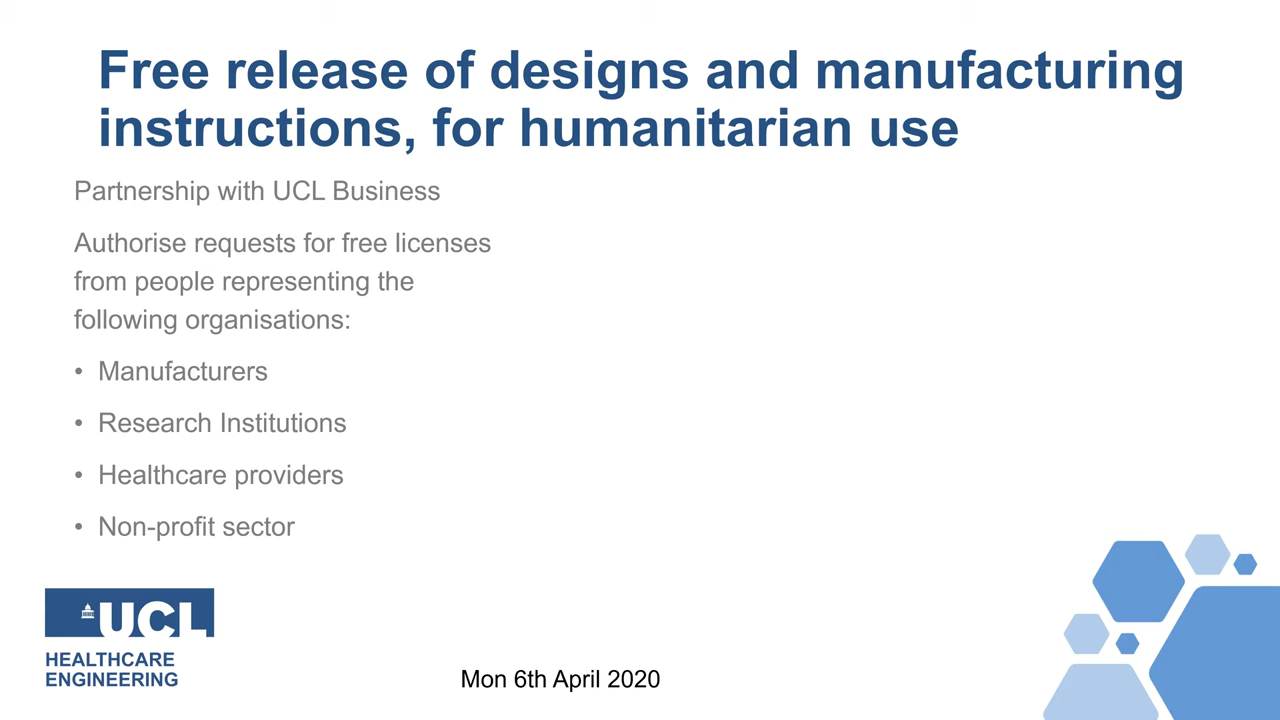 Free release of designs and manufacturing
instructions, for humanitarian use
Partnership with UCL Business
Authorise requests for free licenses
from people representing the
following organisations:
• Manufacturers
• Research Institutions
• Healthcare providers
• Non-profit sector
UCL
HEALTHCARE
ENGINEERING
Mon 6th April 2020